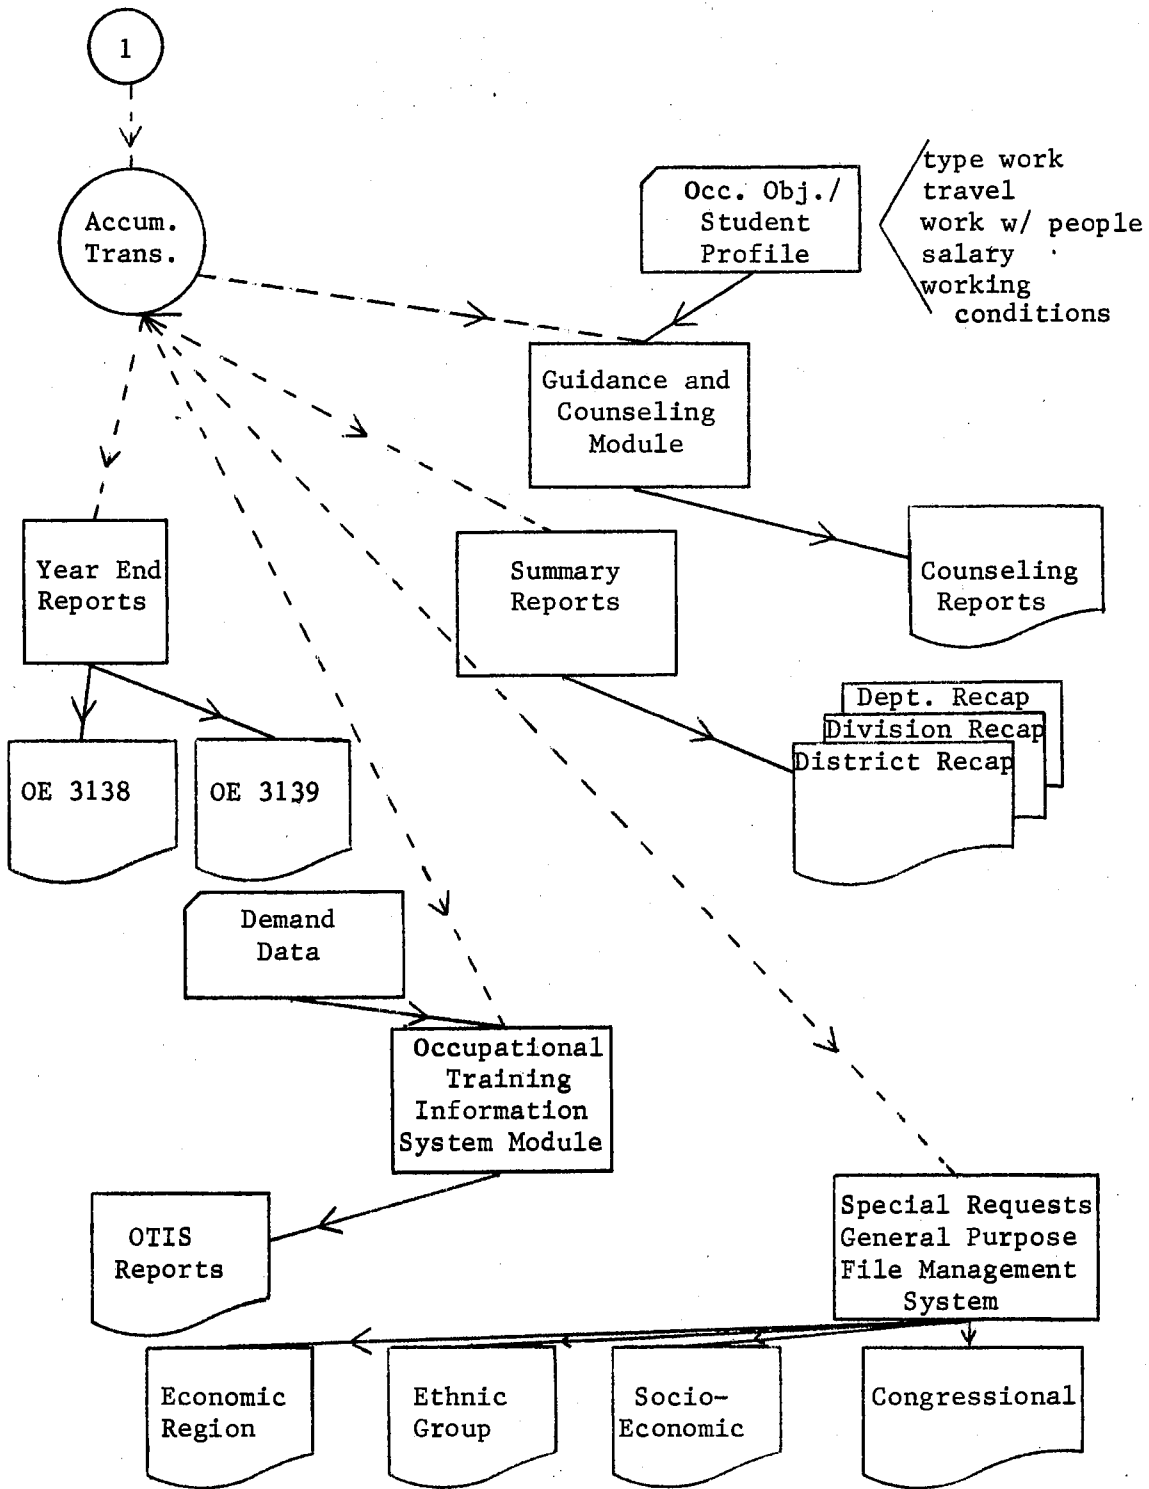 1
Accum.
Trans.
Occ. Obj./
Student
Profile
type work
travel
work w/ people
salary
working
conditions
Guidance and
Counseling
Module
Year End
Reports
Summary
Reports
Counseling
Reports
Dept. Recap
Division Recap
District Recap
OE 3138
OE 3139
Demand
Data
Occupational
Training
Information
System Module
OTIS
Reports
Special Requests
General Purpose
File Management
System
Economic
Region
Ethnic
Group
Socio-
Economic
Congressional